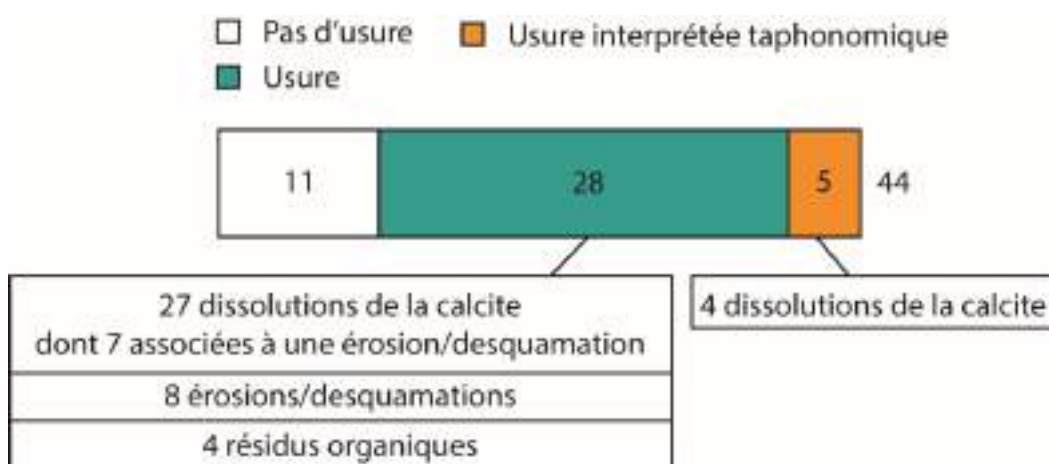 Pas d'usure Usure interprétée taphonomique
Usure
11 28 5 44
27 dissolutions de la calcite
dont 7 associées à une érosion/desquamation
8 érosions/desquamations
4 résidus organiques
4 dissolutions de la calcite